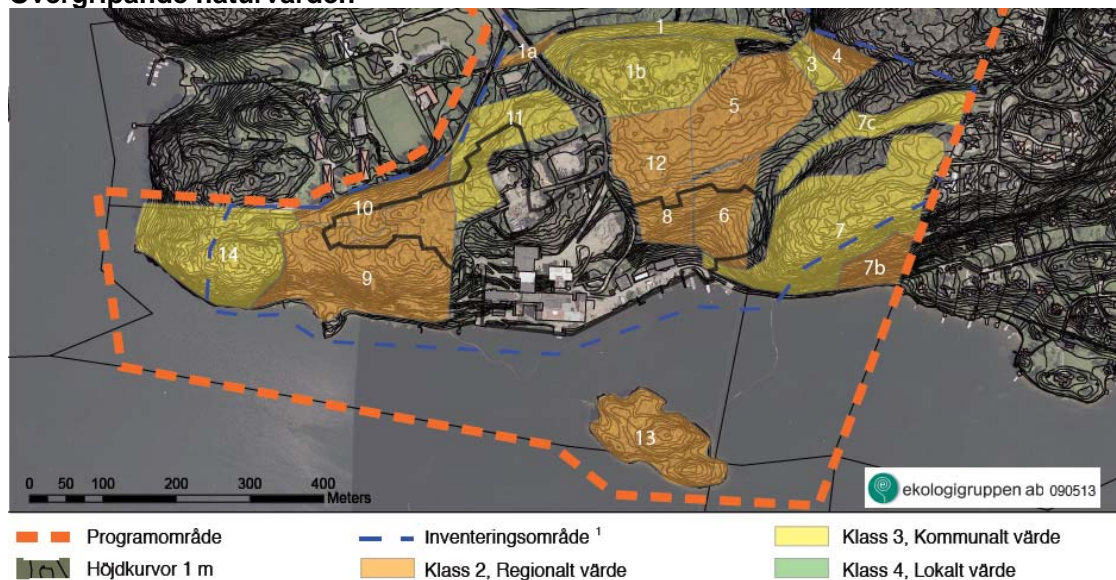 Övergripande naturvärden
1
1a
1b
3
4
5
11
7c
12
10
8
6
7
14
9
7b
13
0 50 100 200 300 400
Meters
ekologigruppen ab 090513
Programområde
Inventeringsområde 1
Klass 3, Kommunalt värde
Höjdkurvor 1 m
Klass 2, Regionalt värde
Klass 4, Lokalt värde